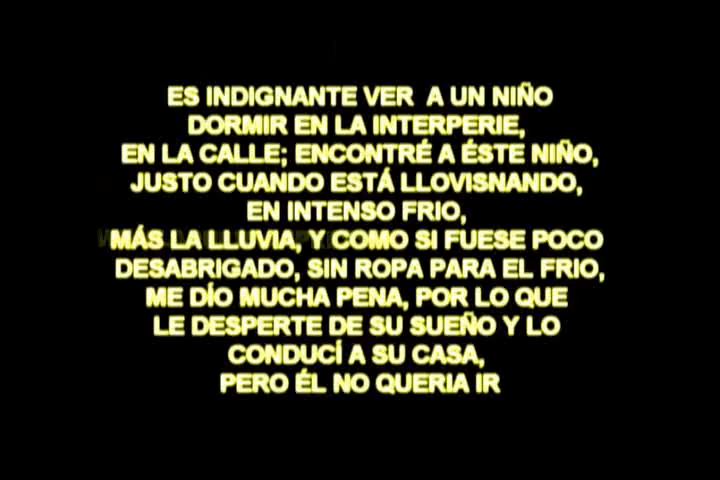 ES INDIGNANTE VER A UN NIÑO
DORMIR EN LA INTERPERIE,
EN LA CALLE; ENCONTRÉ A ÉSTE NIÑO,
JUSTO CUANDO ESTÁ LLOVISNANDO,
EN INTENSO FRIO,
MÁS LA LLUVIA, Y COMO SI FUESE POCO
DESABRIGADO, SIN ROPA PARA EL FRIO,
ME DÍO MUCHA PENA, POR LO QUE
LE DESPERTE DE SU SUEÑO Y LO
CONDUCÍ A SU CASA,
PERO ÉL NO QUERIA IR